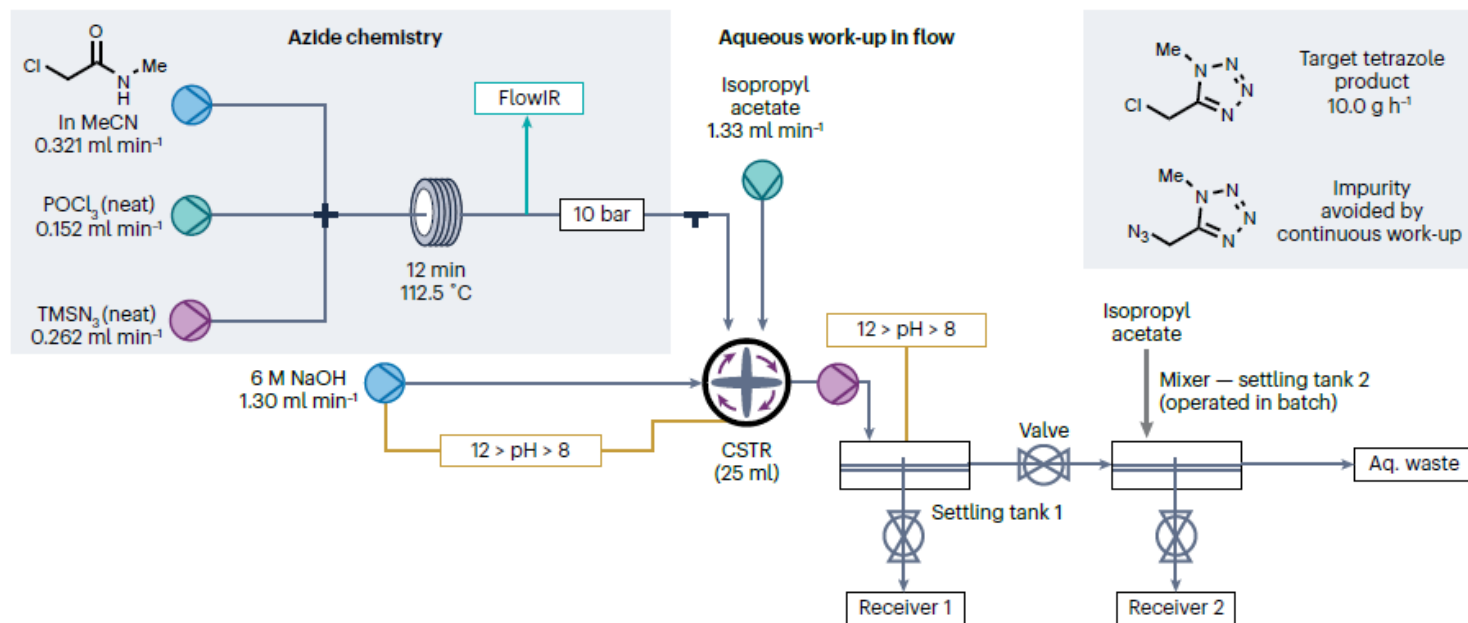 Azide chemistry
O
Cl
N
H
Me
In MeCN
0.321 ml min⁻¹
POCl₃ (neat)
0.152 ml min⁻¹
TMSN₃ (neat)
0.262 ml min⁻¹
12 min
112.5 ˚C
FlowIR
10 bar
Aqueous work-up in flow
Isopropyl
acetate
1.33 ml min⁻¹
Me
N
N
N
N
Cl
Target tetrazole
product
10.0 g h⁻¹
Me
N
N
N
N
N₃
Impurity
avoided by
continuous work-up
6 M NaOH
1.30 ml min⁻¹
12 > pH > 8
CSTR
(25 ml)
12 > pH > 8
Settling tank 1
Valve
Isopropyl
acetate
Mixer — settling tank 2
(operated in batch)
Aq. waste
Receiver 1
Receiver 2